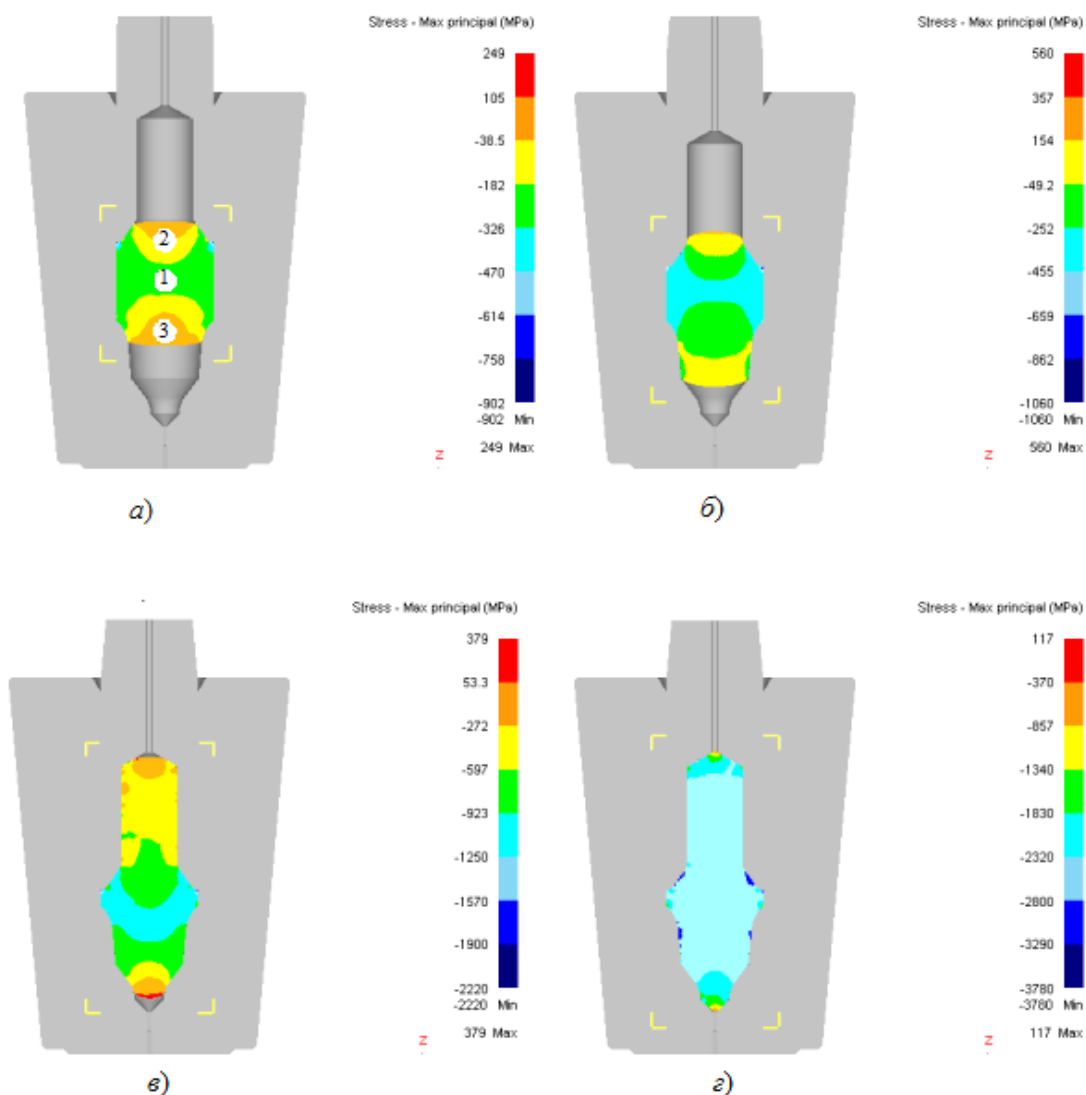 Stress - Max principal (MPa)
249
105
-38.5
-182
-326
-470
-614
-758
-902
-902 Min
249 Max
z
2
1
3
а)
Stress - Max principal (MPa)
560
357
154
-49.2
-252
-455
-659
-862
-1060
-1060 Min
560 Max
z
б)
Stress - Max principal (MPa)
379
53.3
-272
-597
-923
-1250
-1570
-1900
-2220
-2220 Min
379 Max
z
в)
Stress - Max principal (MPa)
117
-370
-857
-1340
-1830
-2320
-2800
-3290
-3780
-3780 Min
117 Max
z
г)